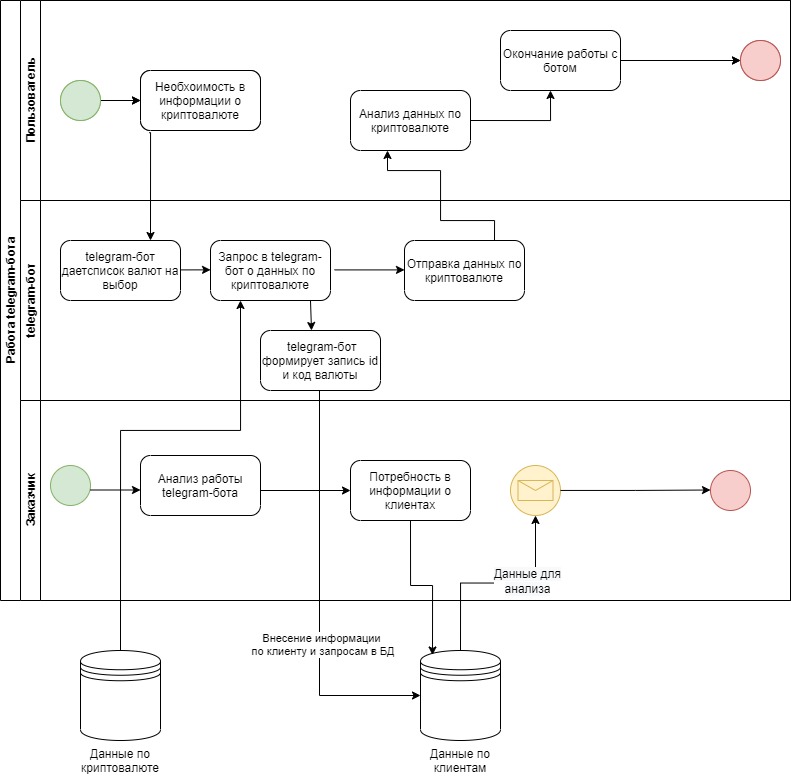 Работа telegram-бота
Пользователь
Необхоимость в
информации о
криптовалюте
Анализ данных по
криптовалюте
Окончание работы с
ботом
telegram-бот
telegram-бот
даетсписок валют на
выбор
Запрос в telegram-
бот о данных по
криптовалюте
Отправка данных по
криптовалюте
telegram-бот
формирует запись id
и код валюты
Заказчик
Анализ работы
telegram-бота
Потребность в
информации о
клиентах
Данные для
анализа
Внесение информации
по клиенту и запросам в БД
Данные по
криптовалюте
Данные по
клиентам